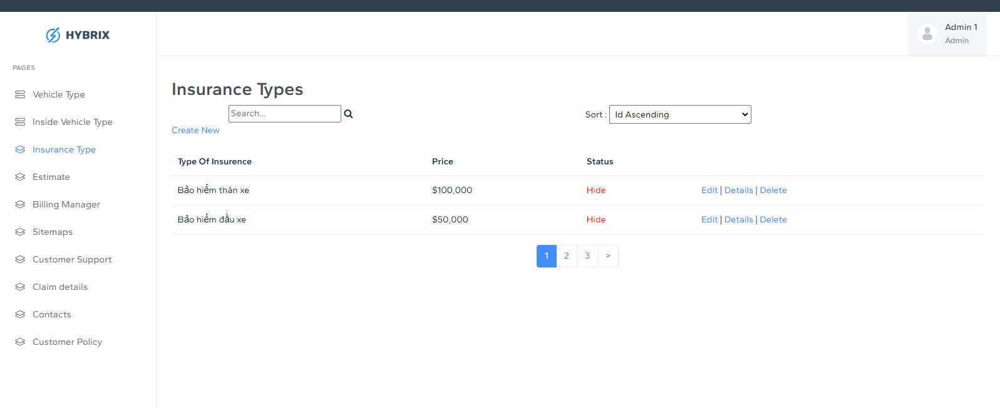 HYBRIX
Admin 1
Admin
PAGES
Vehicle Type
Inside Vehicle Type
Insurance Type
Estimate
Billing Manager
Sitemaps
Customer Support
Claim details
Contacts
Customer Policy
Insurance Types
Search...
Sort : Id Ascending
Create New
Type Of Insurence Price Status
Bảo hiểm thân xe $100,000 Hide Edit | Details | Delete
Bảo hiểm đầu xe $50,000 Hide Edit | Details | Delete
1 2 3 >